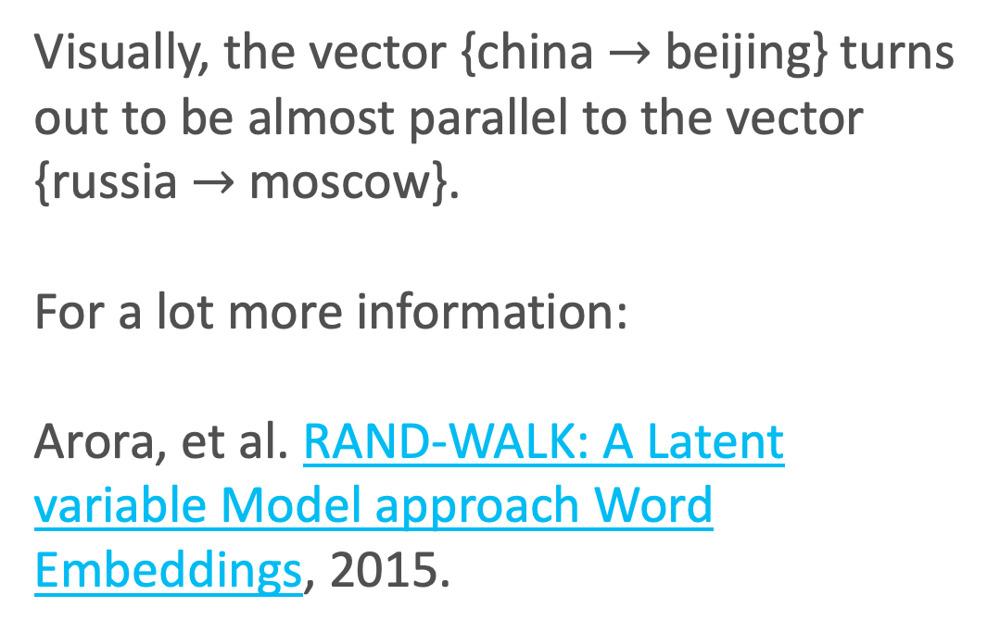 Visually, the vector {china → beijing} turns
out to be almost parallel to the vector
{russia → moscow}.
For a lot more information:
Arora, et al. RAND-WALK: A Latent
variable Model approach Word
Embeddings, 2015.